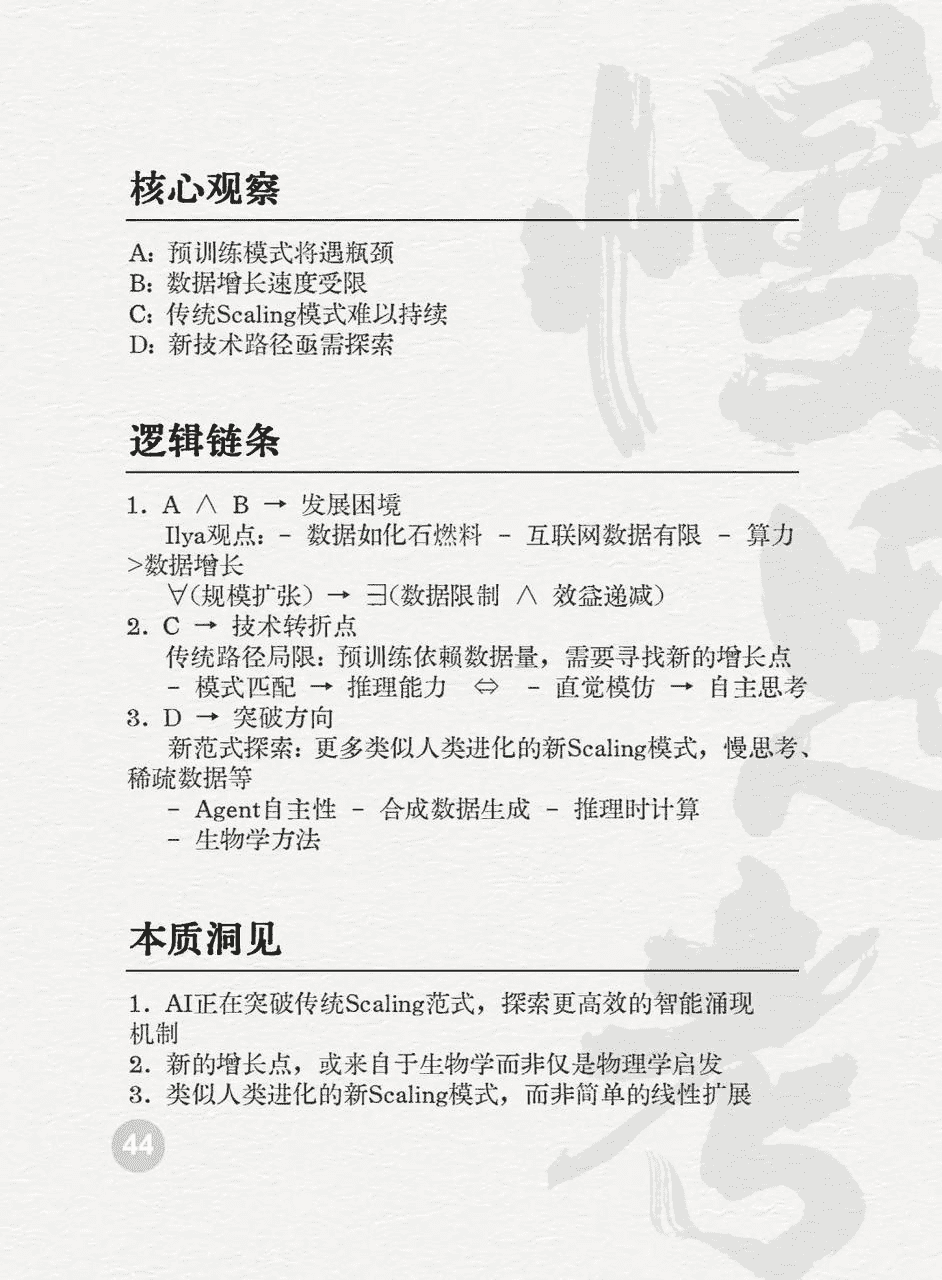 慢思考
核心观察
A: 预训练模式将遇瓶颈
B: 数据增长速度受限
C: 传统Scaling模式难以持续
D: 新技术路径亟需探索
逻辑链条
1. A ∧ B → 发展困境
Ilya观点: - 数据如化石燃料 - 互联网数据有限 - 算力
>数据增长
∀(规模扩张) → ∃(数据限制 ∧ 效益递减)
2. C → 技术转折点
传统路径局限: 预训练依赖数据量, 需要寻找新的增长点
- 模式匹配 → 推理能力 ⇔ - 直觉模仿 → 自主思考
3. D → 突破方向
新范式探索: 更多类似人类进化的新Scaling模式, 慢思考、
稀疏数据等
- Agent自主性 - 合成数据生成 - 推理时计算
- 生物学方法
本质洞见
1. AI正在突破传统Scaling范式, 探索更高效的智能涌现
机制
2. 新的增长点, 或来自于生物学而非仅是物理学启发
3. 类似人类进化的新Scaling模式, 而非简单的线性扩展
44